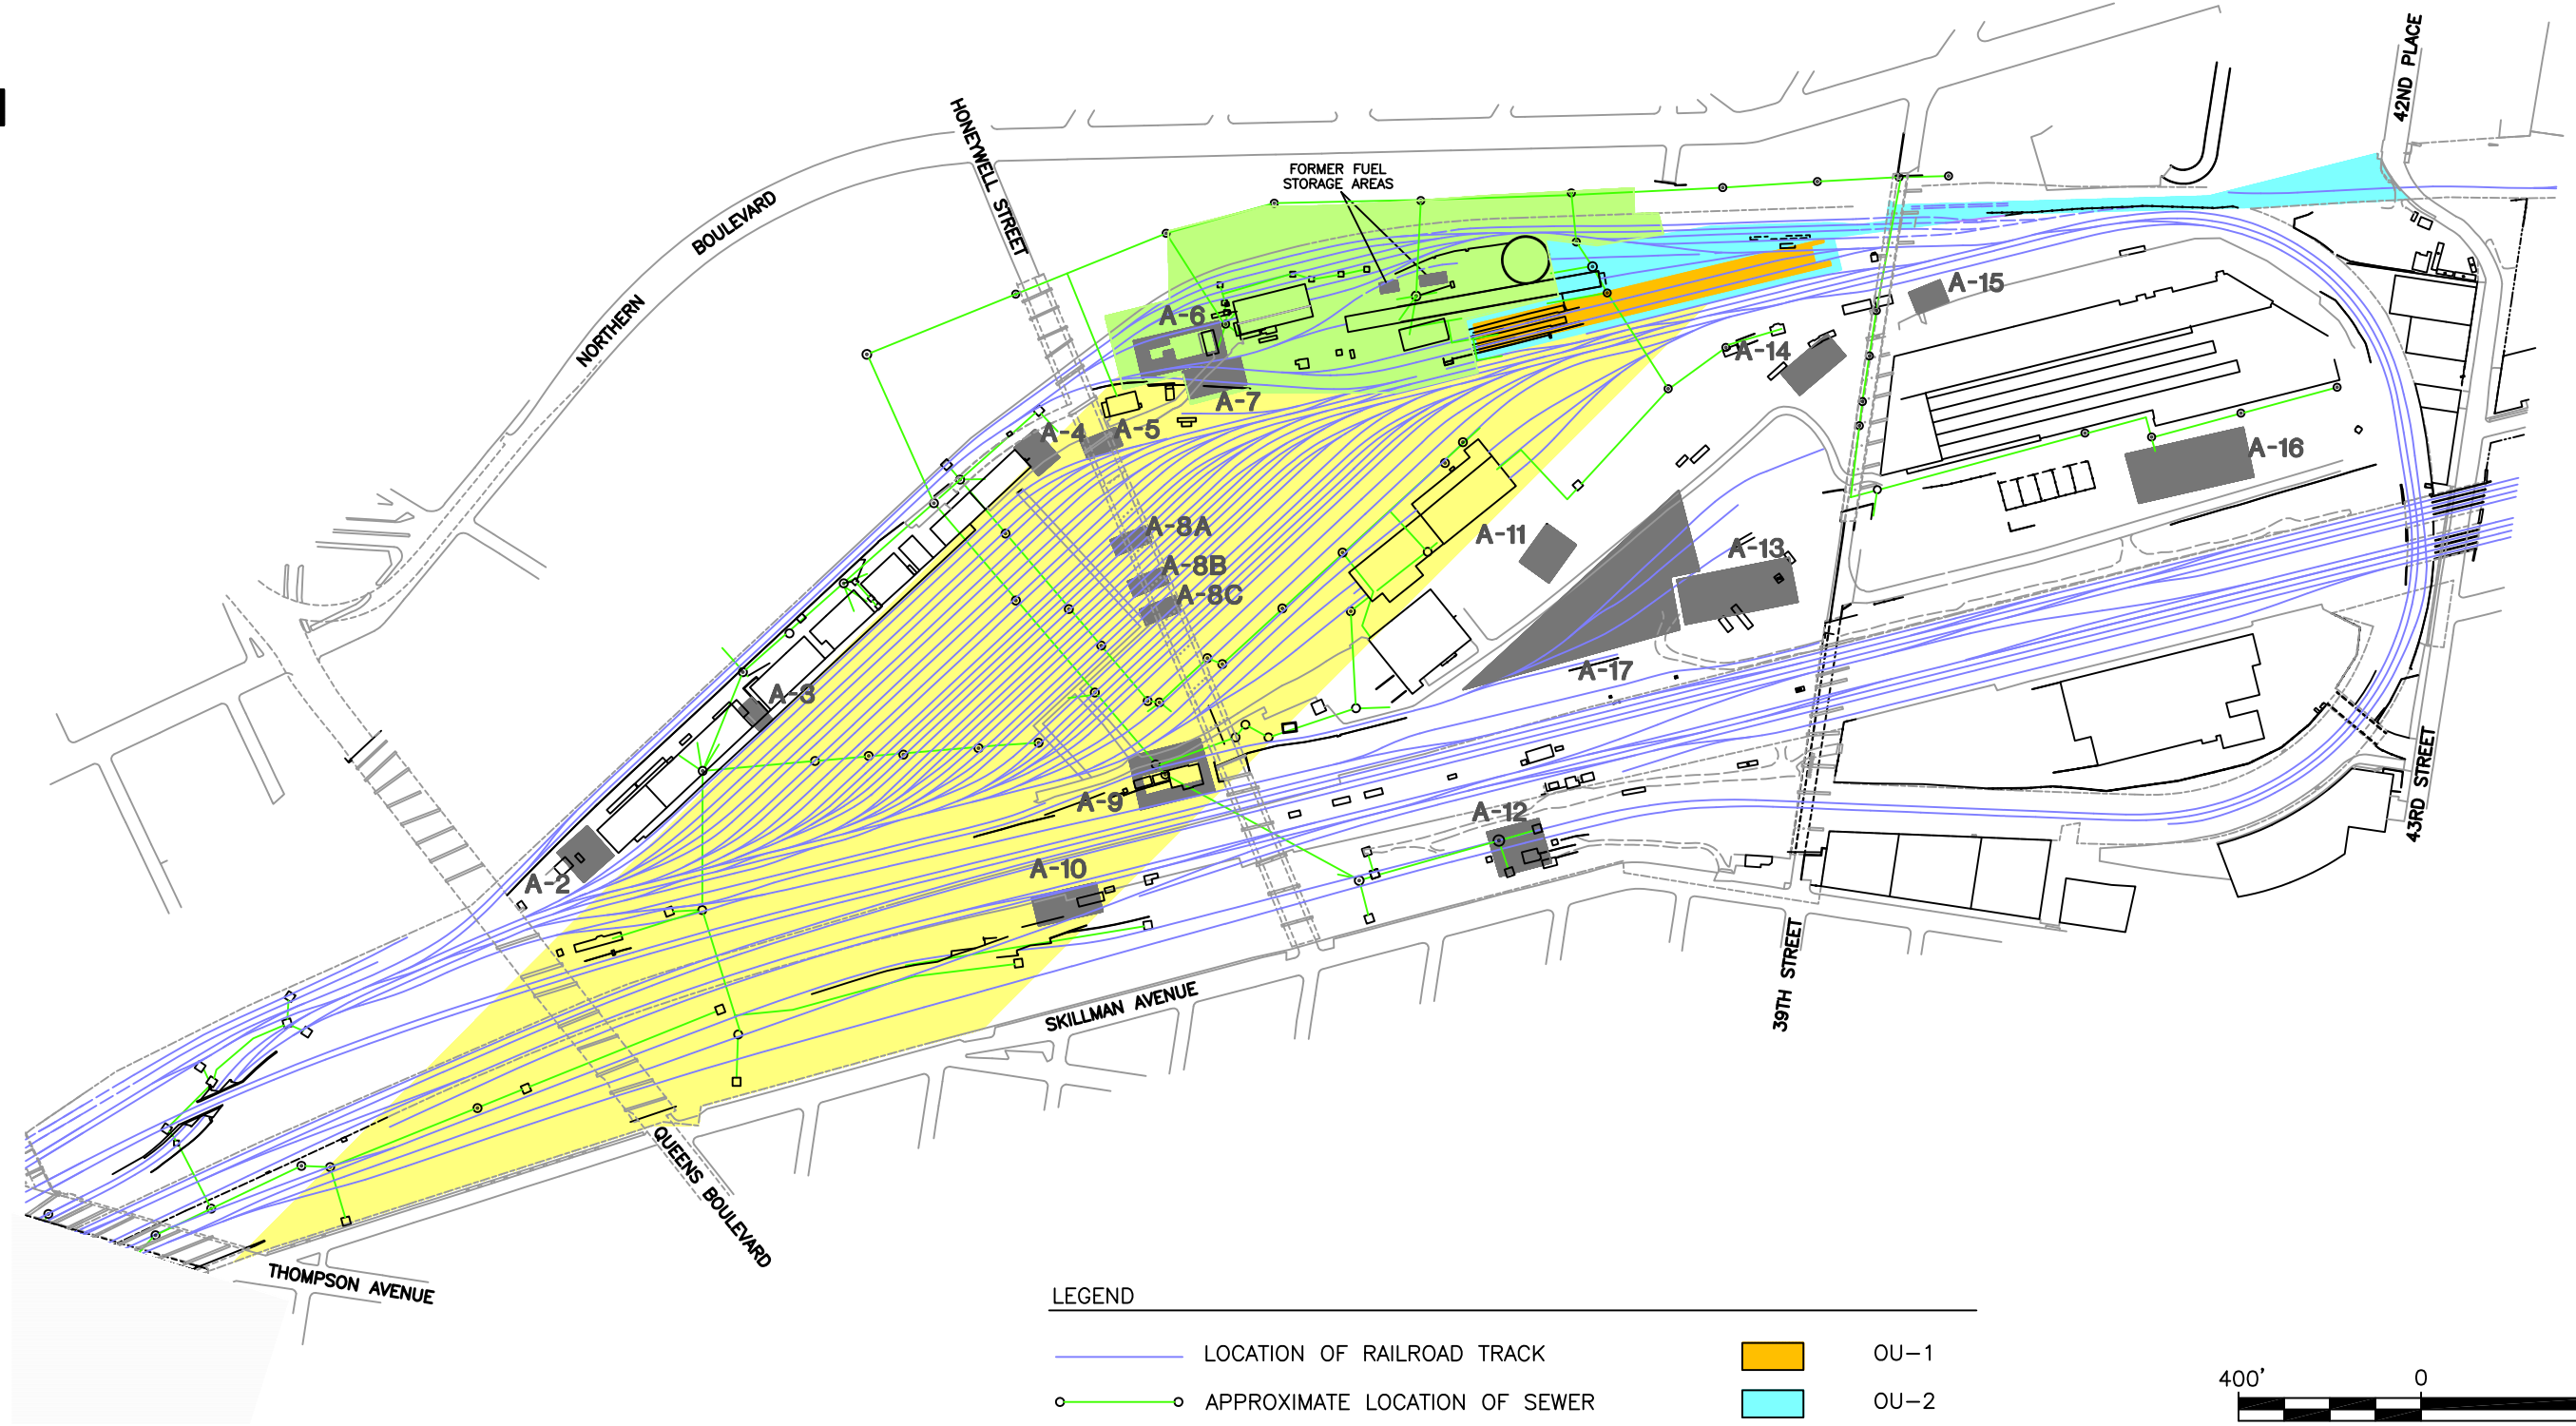 42ND PLACE
HONEYWELL STREET
FORMER FUEL
STORAGE AREAS
NORTHERN BOULEVARD
A-6
A-15
A-14
A-7
A-4
A-5
A-16
A-8A
A-11
A-13
A-8B
A-8C
A-17
A-3
A-9
A-12
A-10
A-2
43RD STREET
39TH STREET
SKILLMAN AVENUE
QUEENS BOULEVARD
THOMPSON AVENUE
LEGEND
LOCATION OF RAILROAD TRACK
OU-1
APPROXIMATE LOCATION OF SEWER
OU-2
400'
0